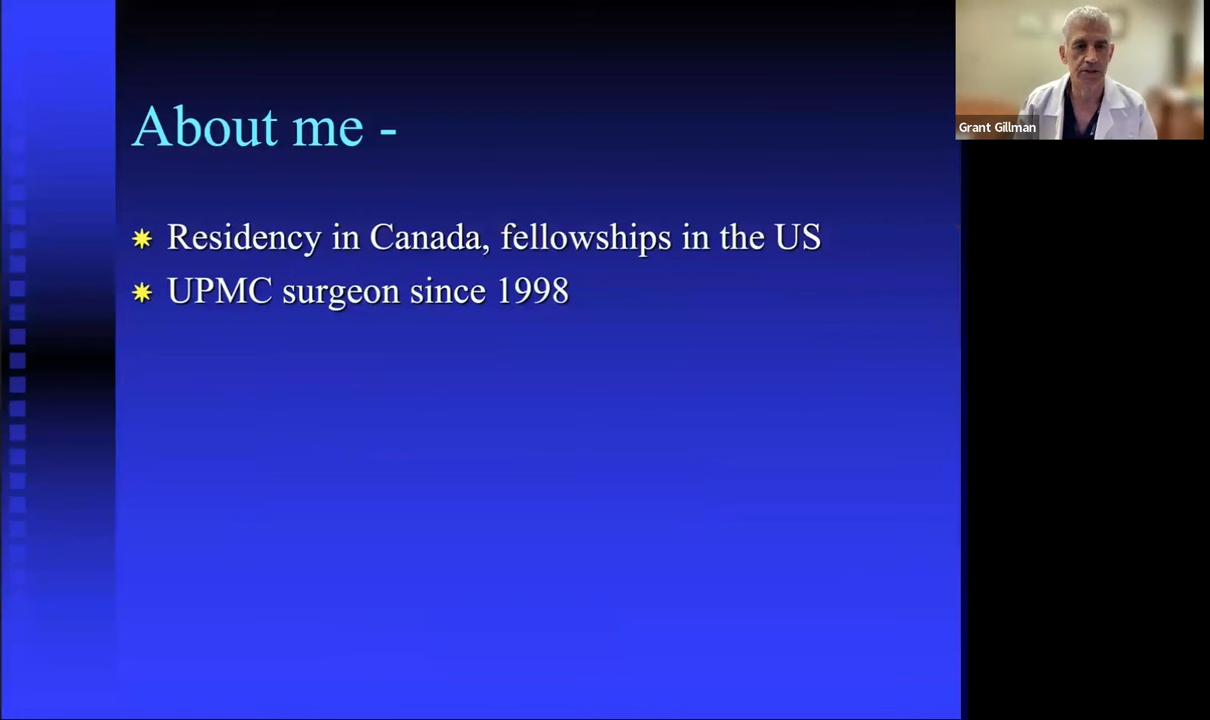 About me -
Residency in Canada, fellowships in the US
UPMC surgeon since 1998
Grant Gillman